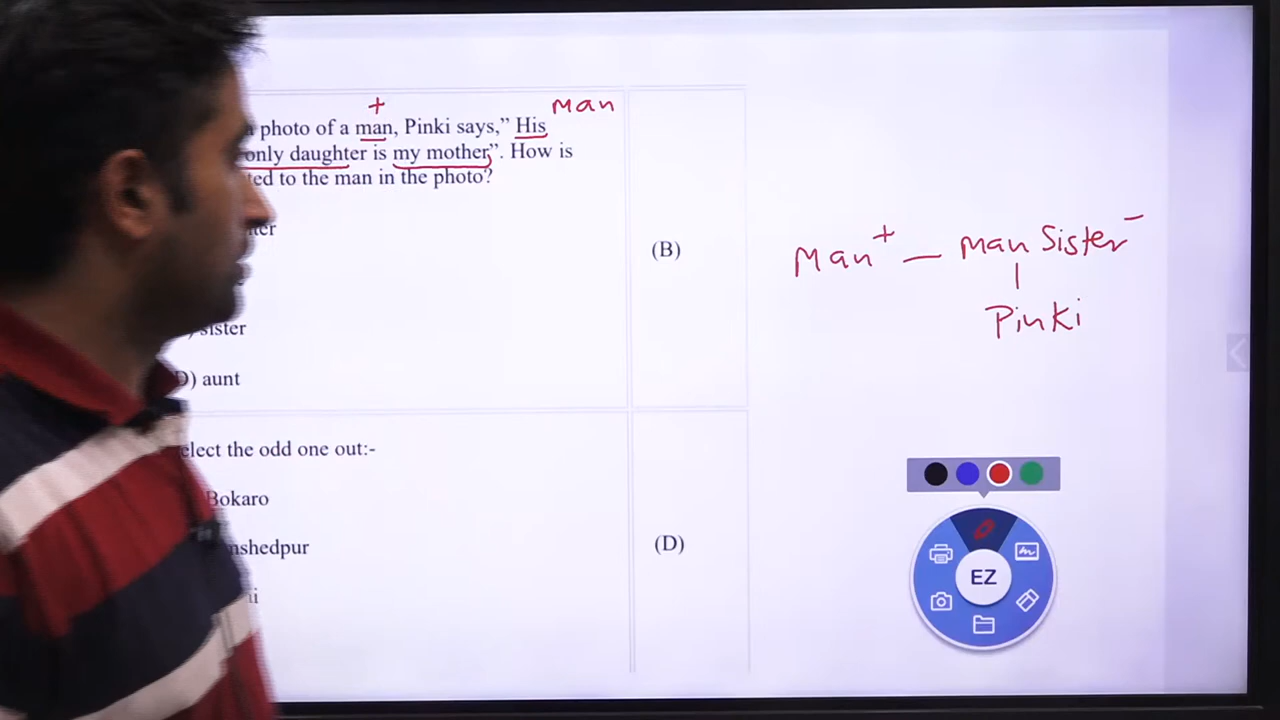 +
man
photo of a man, Pinki says,” His
only daughter is my mother”. How is
to the man in the photo?
(B)
sister
D) aunt
Man+ — man Sister-
Pinki
elect the odd one out:-
Bokaro
(D)
EZ